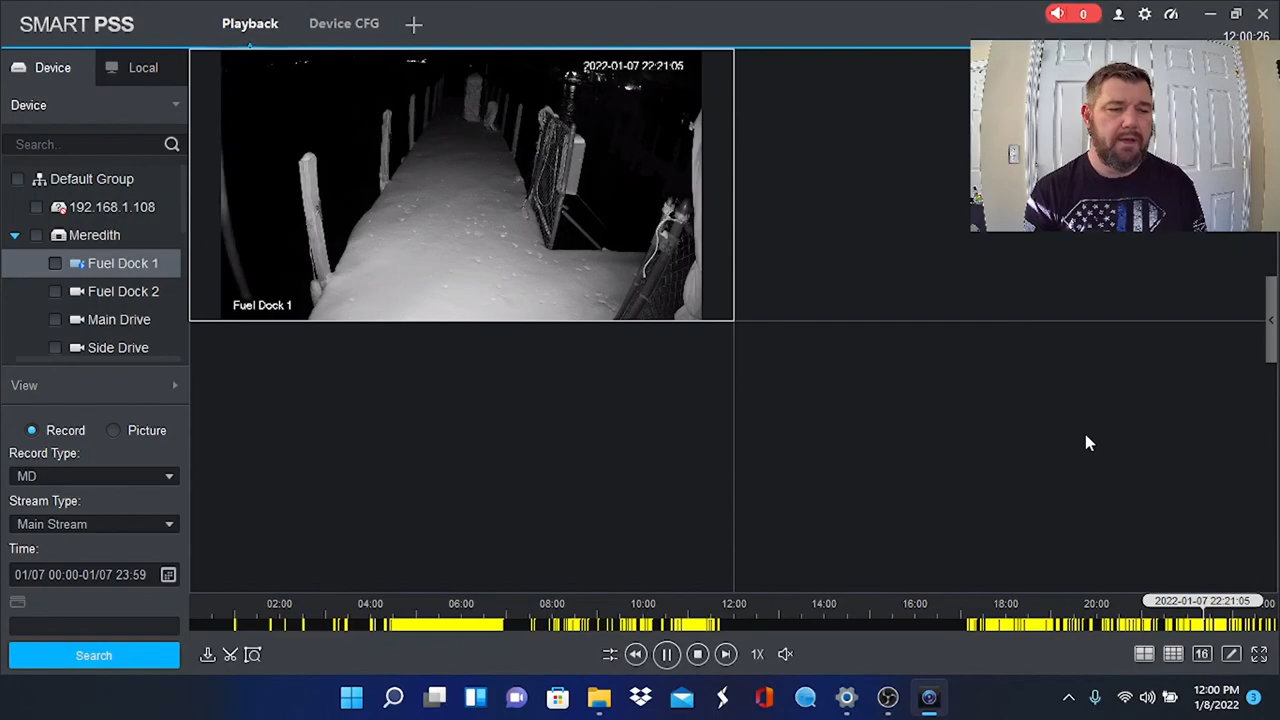 SMART PSS
Playback
Device CFG
0
12:00:26
Device
Local
Device
Search...
Default Group
192.168.1.108
Meredith
Fuel Dock 1
Fuel Dock 2
Main Drive
Side Drive
View
Record
Picture
Record Type:
MD
Stream Type:
Main Stream
Time:
01/07 00:00-01/07 23:59
Search
2022-01-07 22:21:05
Fuel Dock 1
02:00
04:00
06:00
08:00
10:00
12:00
14:00
16:00
18:00
20:00
2022-01-07 22:21:05
1X
16
12:00 PM
1/8/2022
3